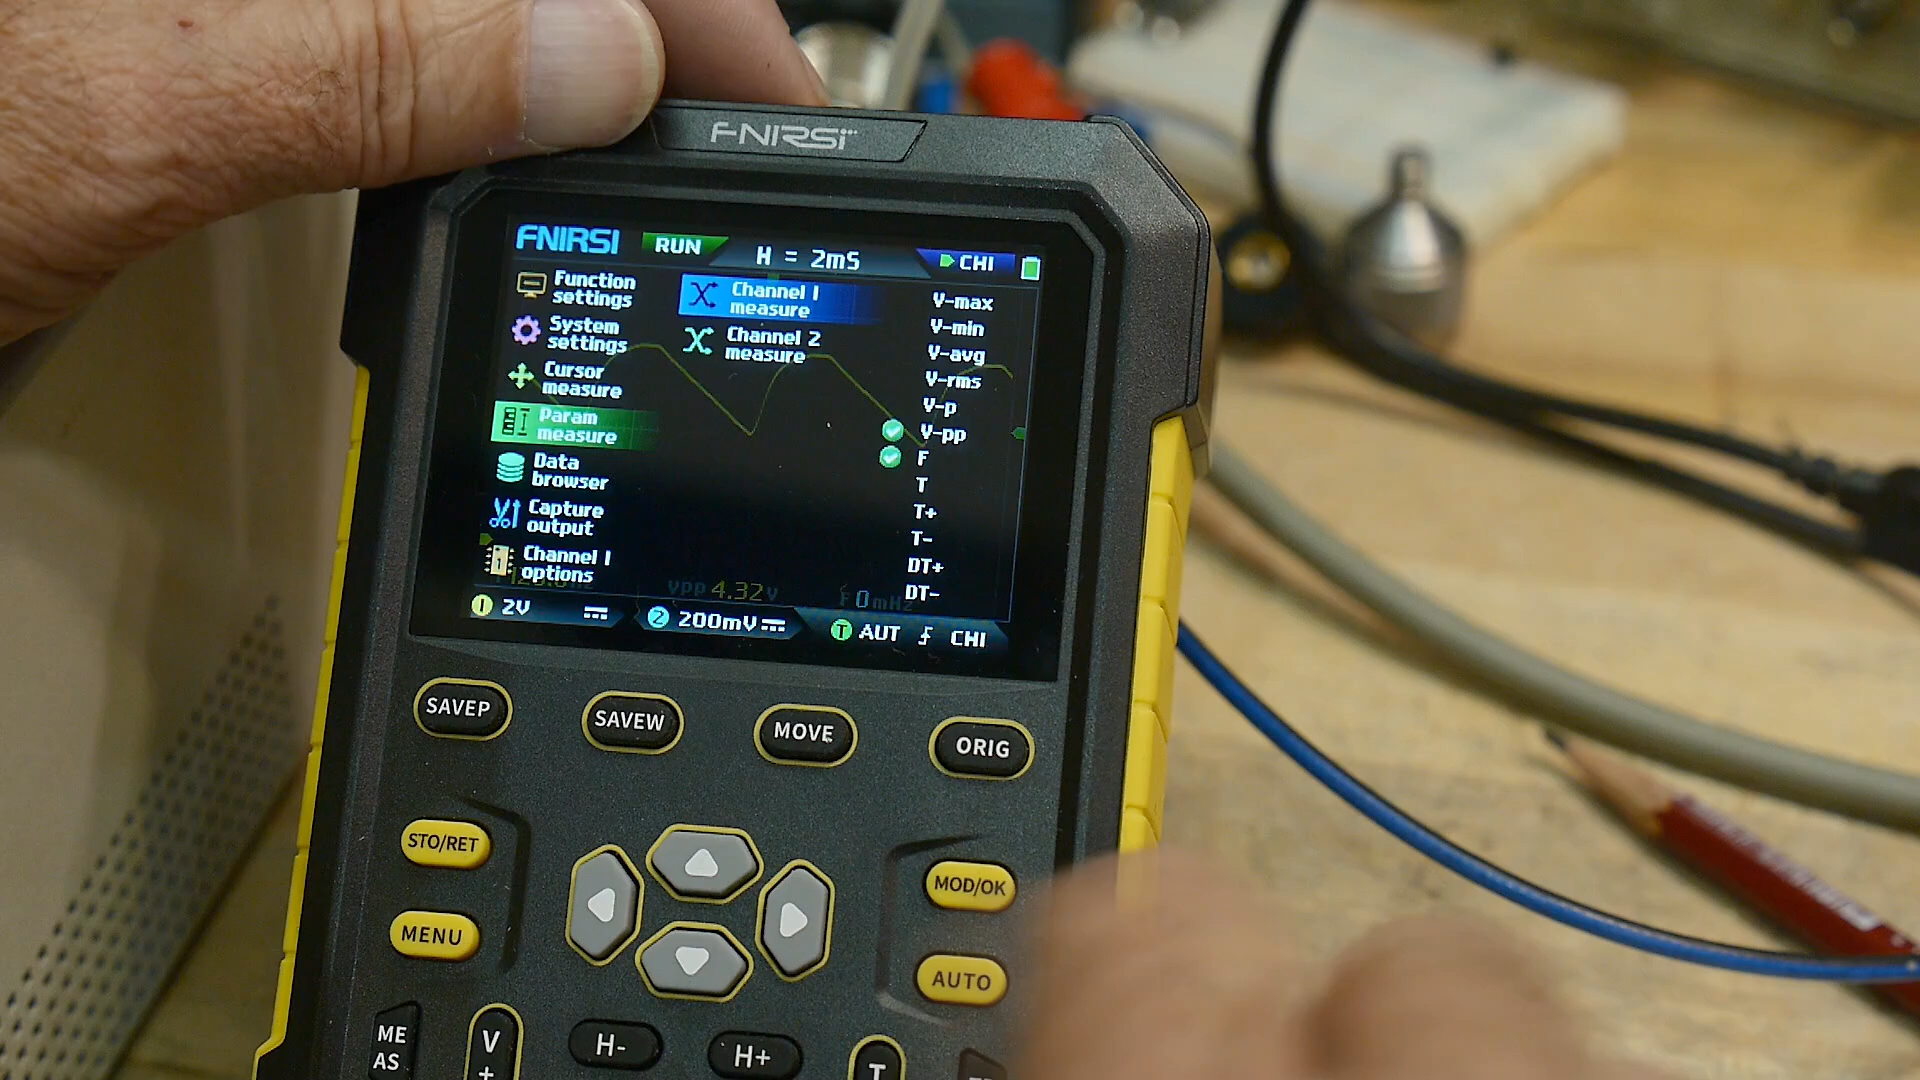 FNIRSI
FNIRSI RUN H = 2mS CH1
Function
settings
System
settings
Cursor
measure
Param
measure
Data
browser
Capture
output
Channel 1
options
Channel 1
measure
Channel 2
measure
V-max
V-min
V-avg
V-rms
V-p
V-pp
F
T
T+
T-
DT+
DT-
VPP 4.32V F 0mHz
1 2V 2 200mV T AUT CH1
SAVEP SAVEW MOVE ORIG
STO/RET
MENU
MOD/OK
AUTO
ME
AS
V
+
H- H+ T